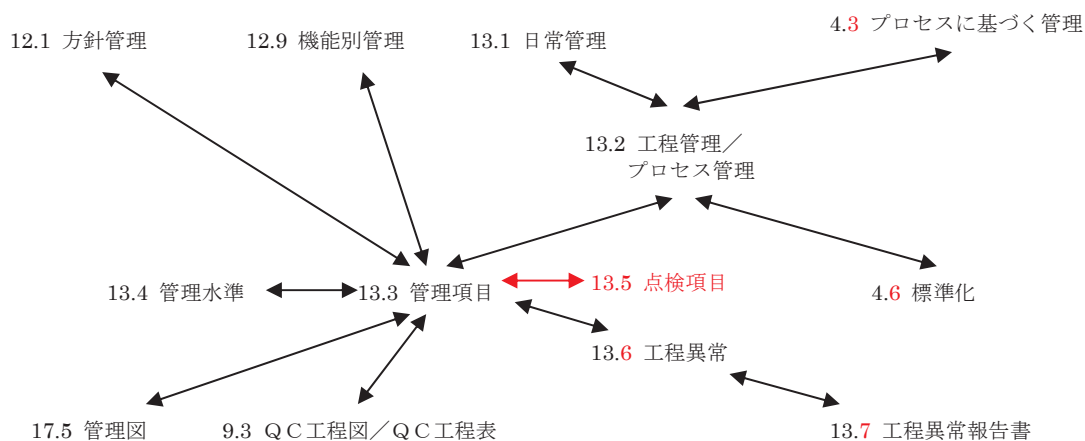 4.3 プロセスに基づく管理
12.1 方針管理
12.9 機能別管理
13.1 日常管理
13.2 工程管理／
プロセス管理
13.4 管理水準
13.3 管理項目
13.5 点検項目
4.6 標準化
13.6 工程異常
17.5 管理図
9.3 ＱＣ工程図／ＱＣ工程表
13.7 工程異常報告書